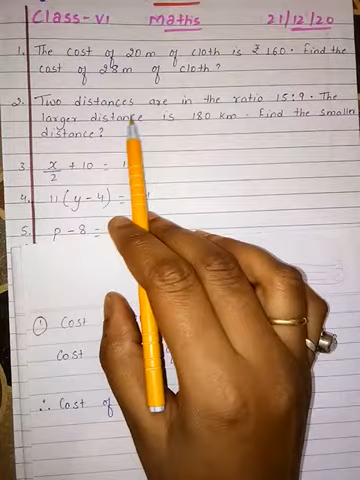 Class-VI Maths 21/12/20
1. The cost of 20 m of cloth is ₹ 160. Find the
cost of 28 m of cloth?
2. Two distances are in the ratio 15:9. The
larger distance is 180 km. Find the smaller
distance?
3. x/2 + 10 =
4. 11(y-4) =
5. p-8 =
① Cost
Cost
∴ Cost of